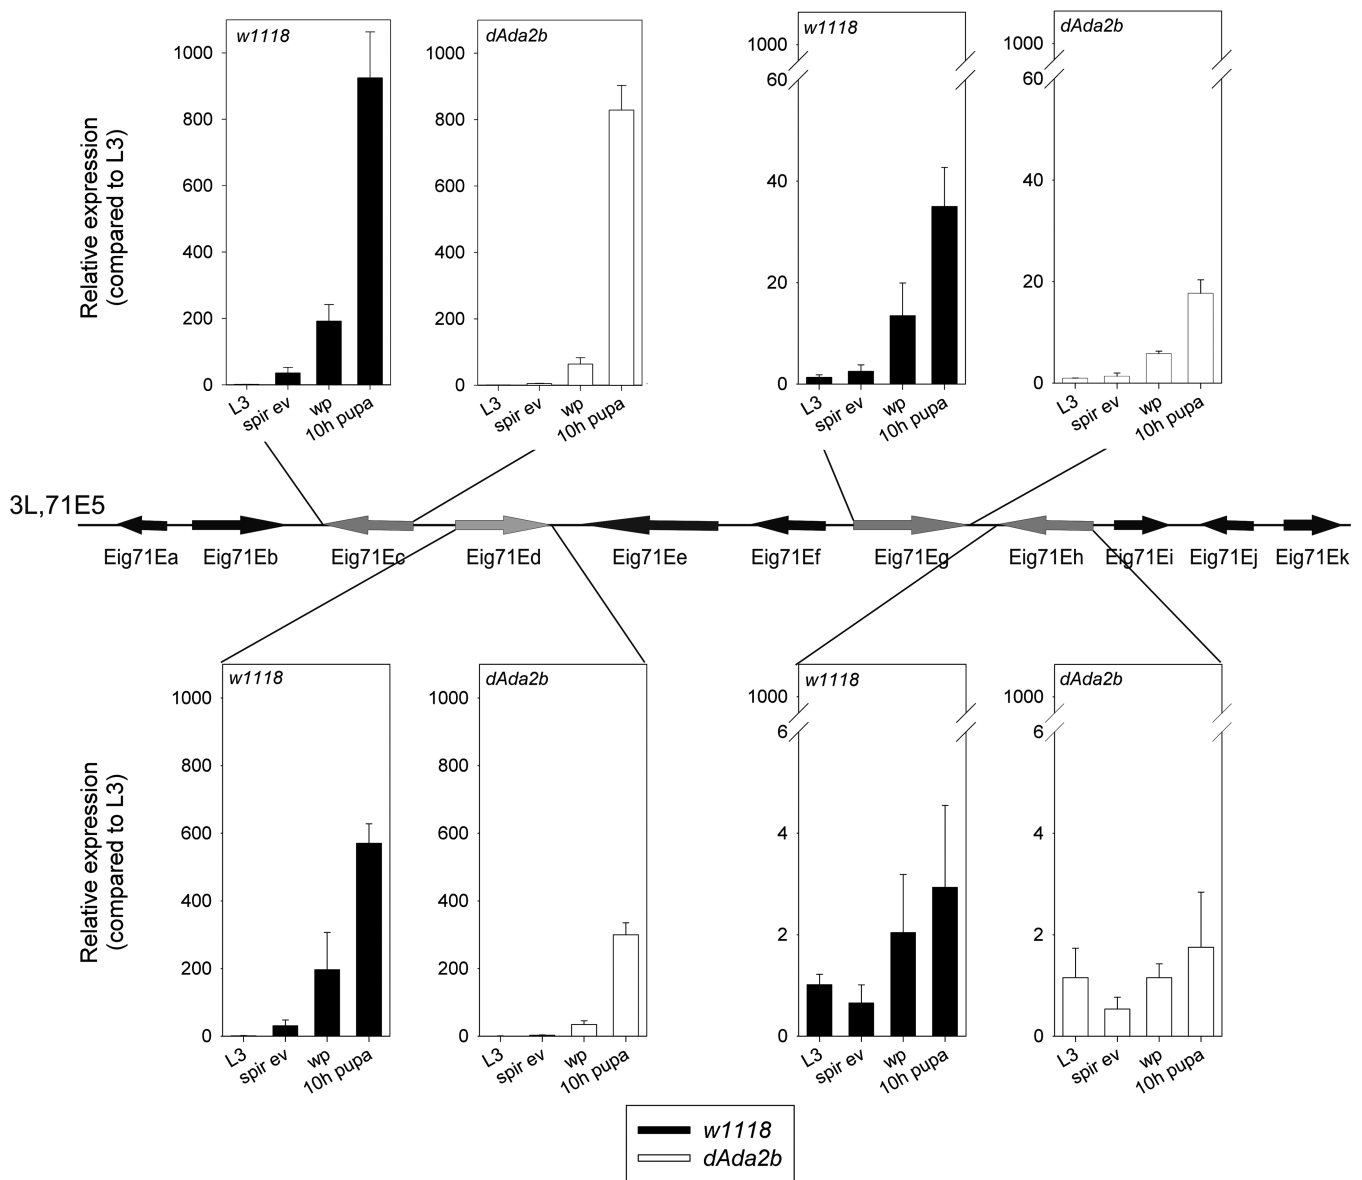 w1118
dAda2b
w1118
dAda2b
Relative expression
(compared to L3)
1000
800
600
400
200
0
L3
spir ev
wp
10h pupa
1000
800
600
400
200
0
L3
spir ev
wp
10h pupa
1000
60
40
20
0
L3
spir ev
wp
10h pupa
1000
60
40
20
0
L3
spir ev
wp
10h pupa
3L,71E5
Eig71Ea
Eig71Eb
Eig71Ec
Eig71Ed
Eig71Ee
Eig71Ef
Eig71Eg
Eig71Eh
Eig71Ei
Eig71Ej
Eig71Ek
w1118
dAda2b
w1118
dAda2b
Relative expression
(compared to L3)
1000
800
600
400
200
0
L3
spir ev
wp
10h pupa
1000
800
600
400
200
0
L3
spir ev
wp
10h pupa
1000
6
4
2
0
L3
spir ev
wp
10h pupa
1000
6
4
2
0
L3
spir ev
wp
10h pupa
w1118
dAda2b